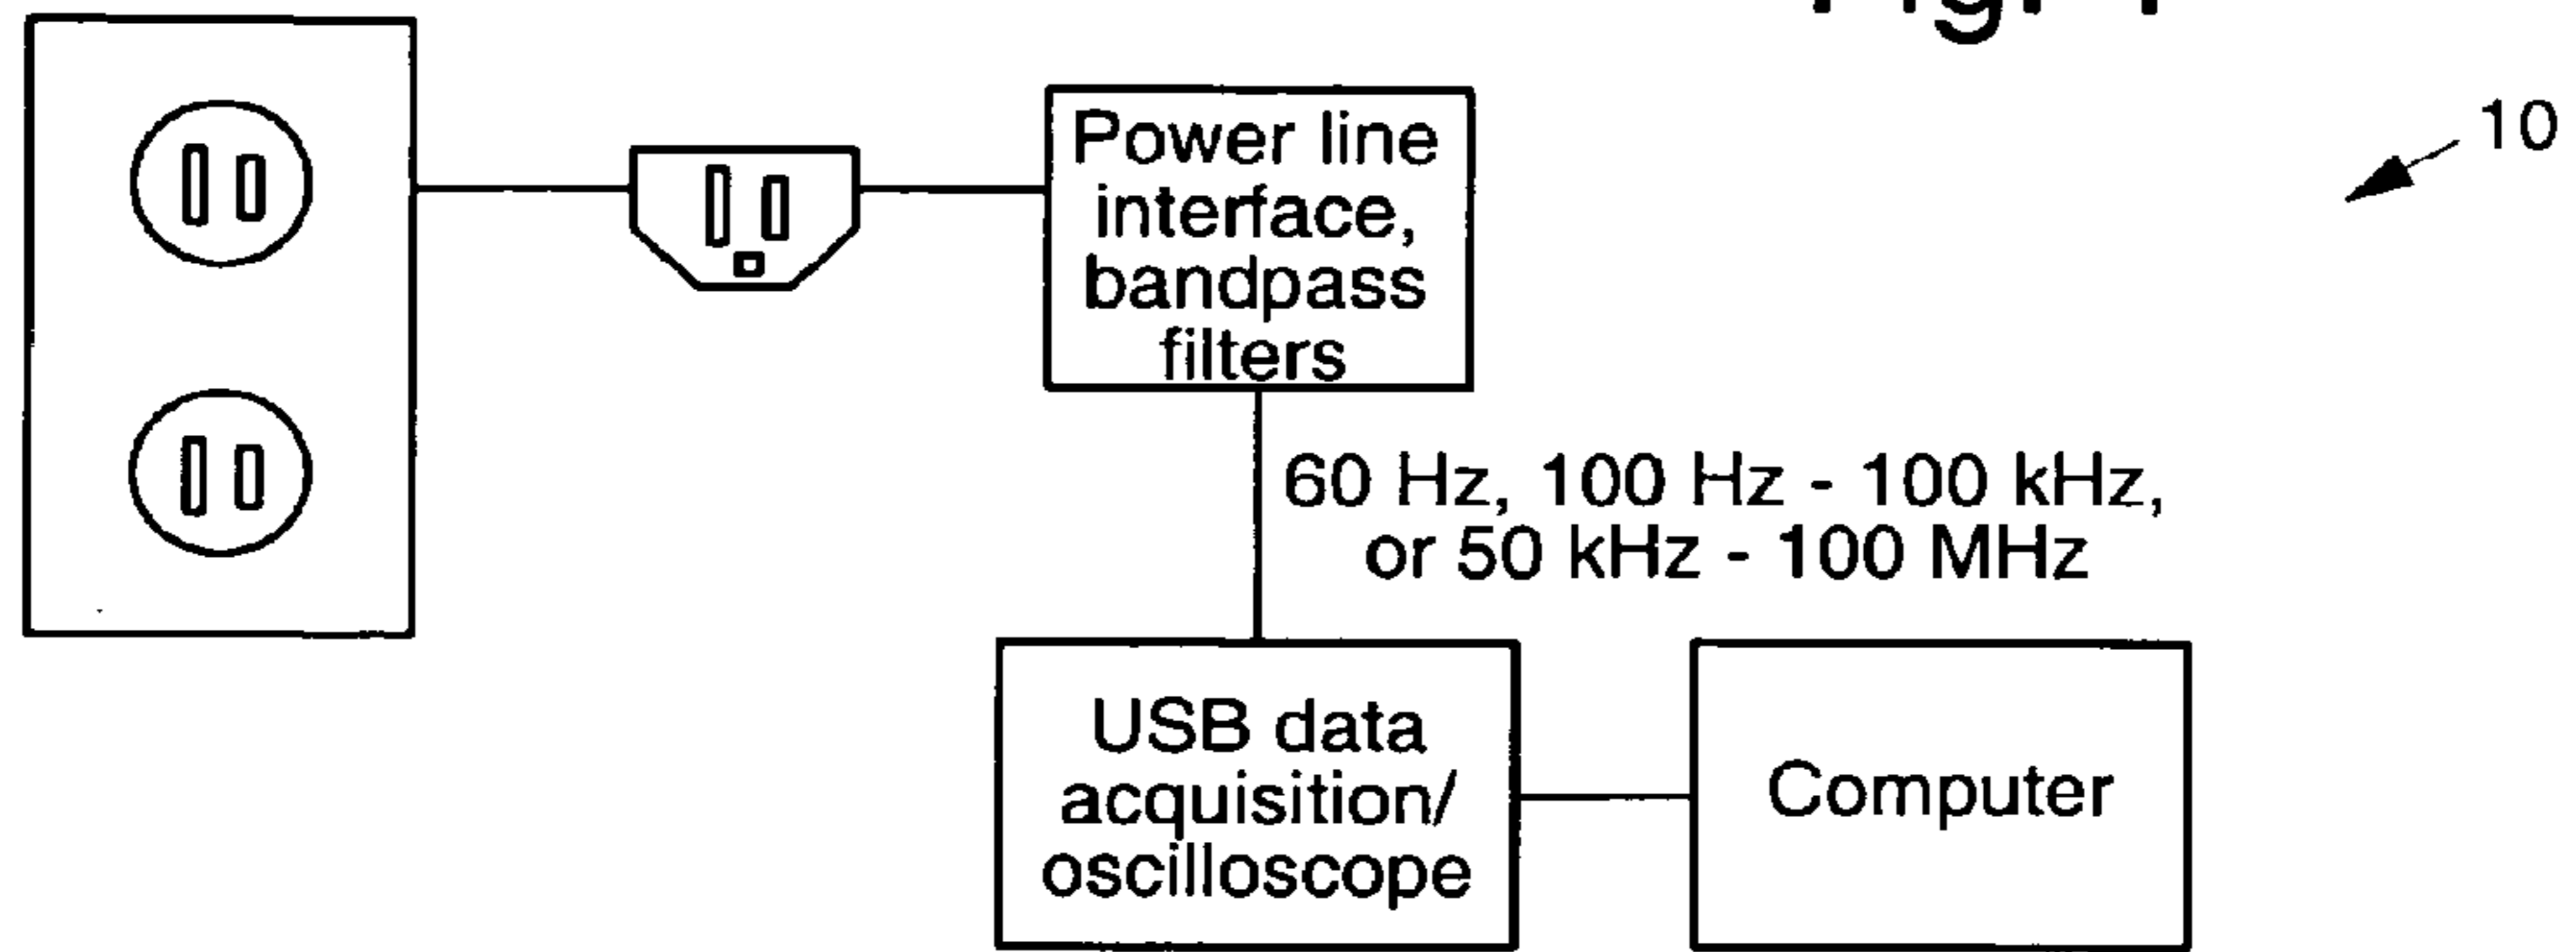 10
Power line
interface,
bandpass
filters
60 Hz, 100 Hz - 100 kHz,
or 50 kHz - 100 MHz
USB data
acquisition/
oscilloscope
Computer